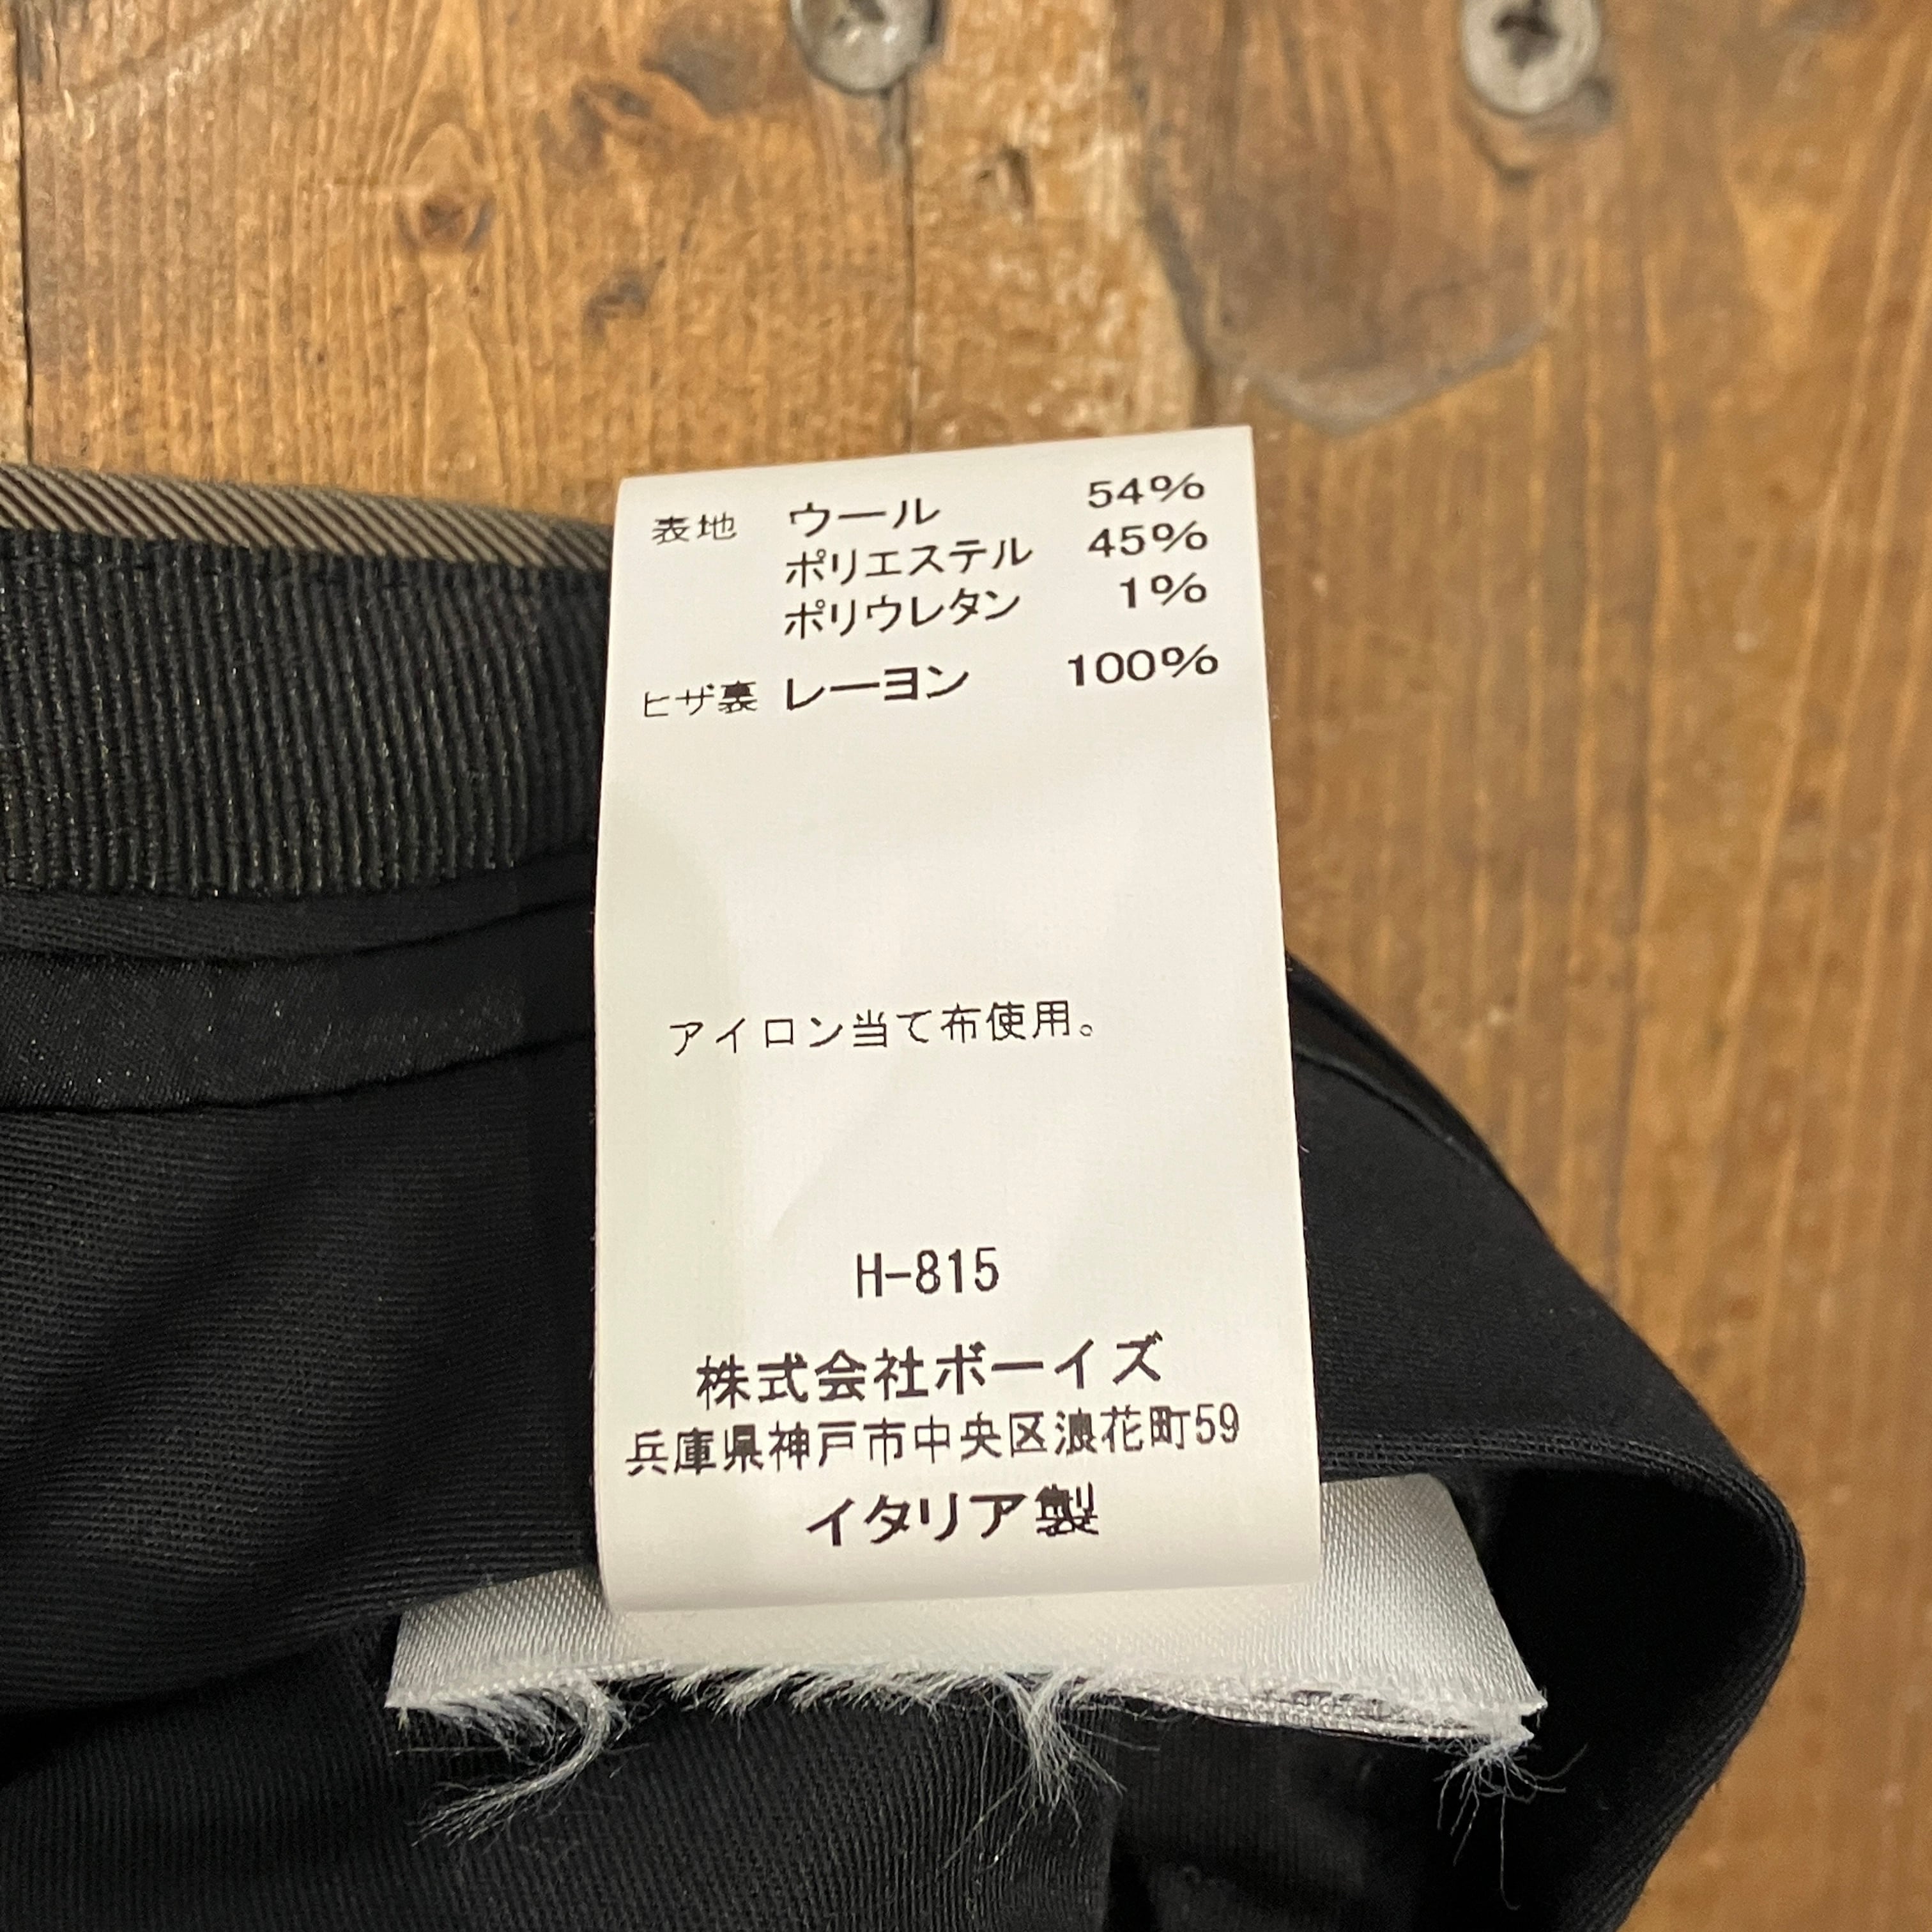 表地 ウール 54%
ポリエステル 45%
ポリウレタン 1%
ヒザ裏 レーヨン 100%
アイロン当て布使用。
H-815
株式会社ボーイズ
兵庫県神戸市中央区浪花町59
イタリア製